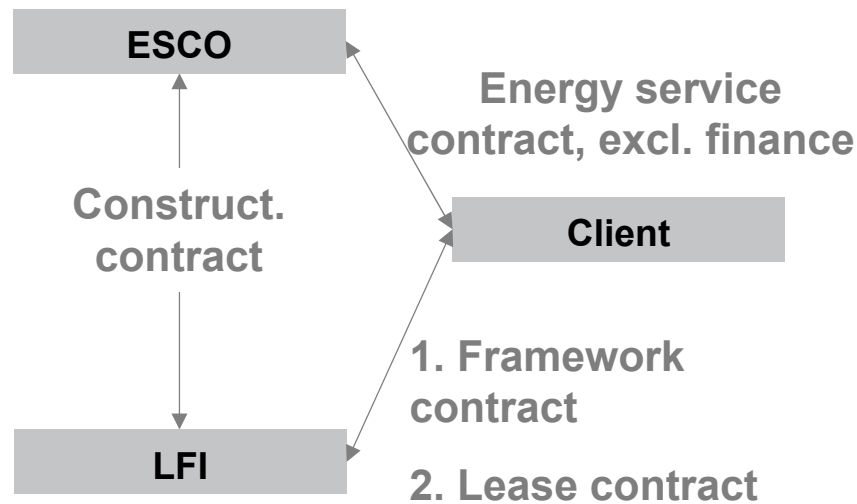 ESCO
Energy service
contract, excl. finance
Construct.
contract
Client
1. Framework
contract
LFI
2. Lease contract